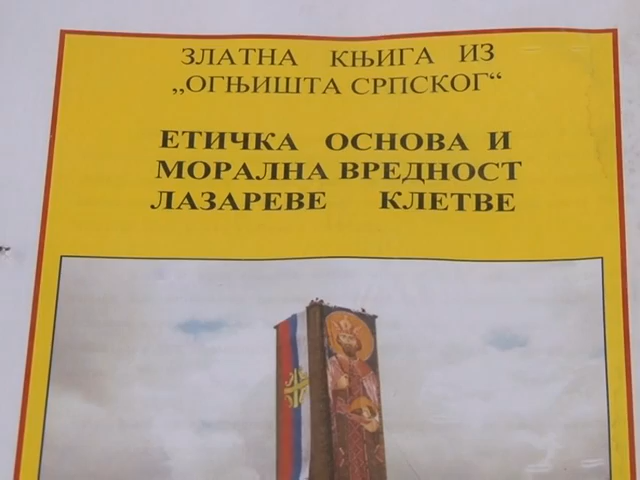 ЗЛАТНА КЊИГА ИЗ
„ОГЊИШТА СРПСКОГ“
ЕТИЧКА ОСНОВА И
МОРАЛНА ВРЕДНОСТ
ЛАЗАРЕВЕ КЛЕТВЕ